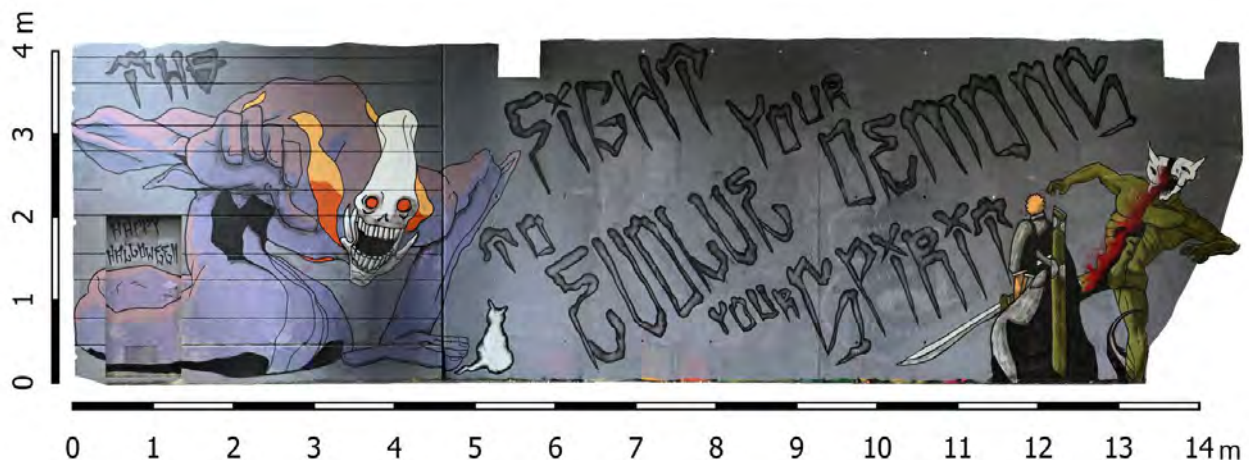 4 m
3
2
1
0
HAPPY
HALLOWEEN
FiGHT YOUR DEMONS
TO EVOLVE YOUR SPiRiT
0 1 2 3 4 5 6 7 8 9 10 11 12 13 14 m